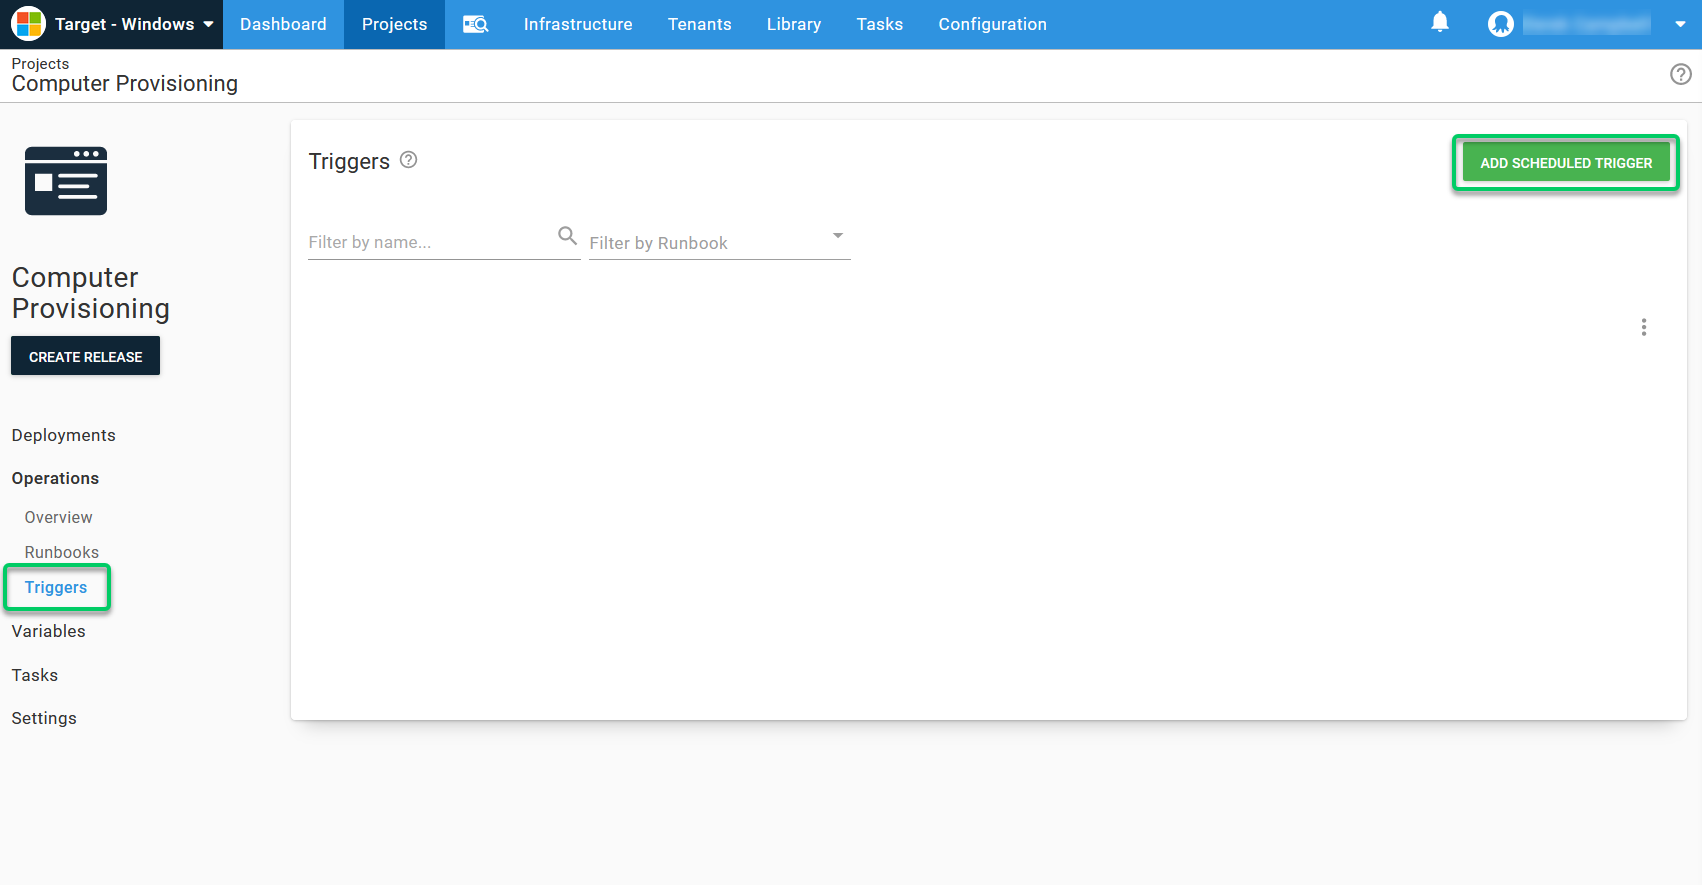 Target - Windows
Dashboard
Projects
Infrastructure
Tenants
Library
Tasks
Configuration
Projects
Computer Provisioning
Triggers
ADD SCHEDULED TRIGGER
Filter by name...
Filter by Runbook
Computer
Provisioning
CREATE RELEASE
Deployments
Operations
Overview
Runbooks
Triggers
Variables
Tasks
Settings